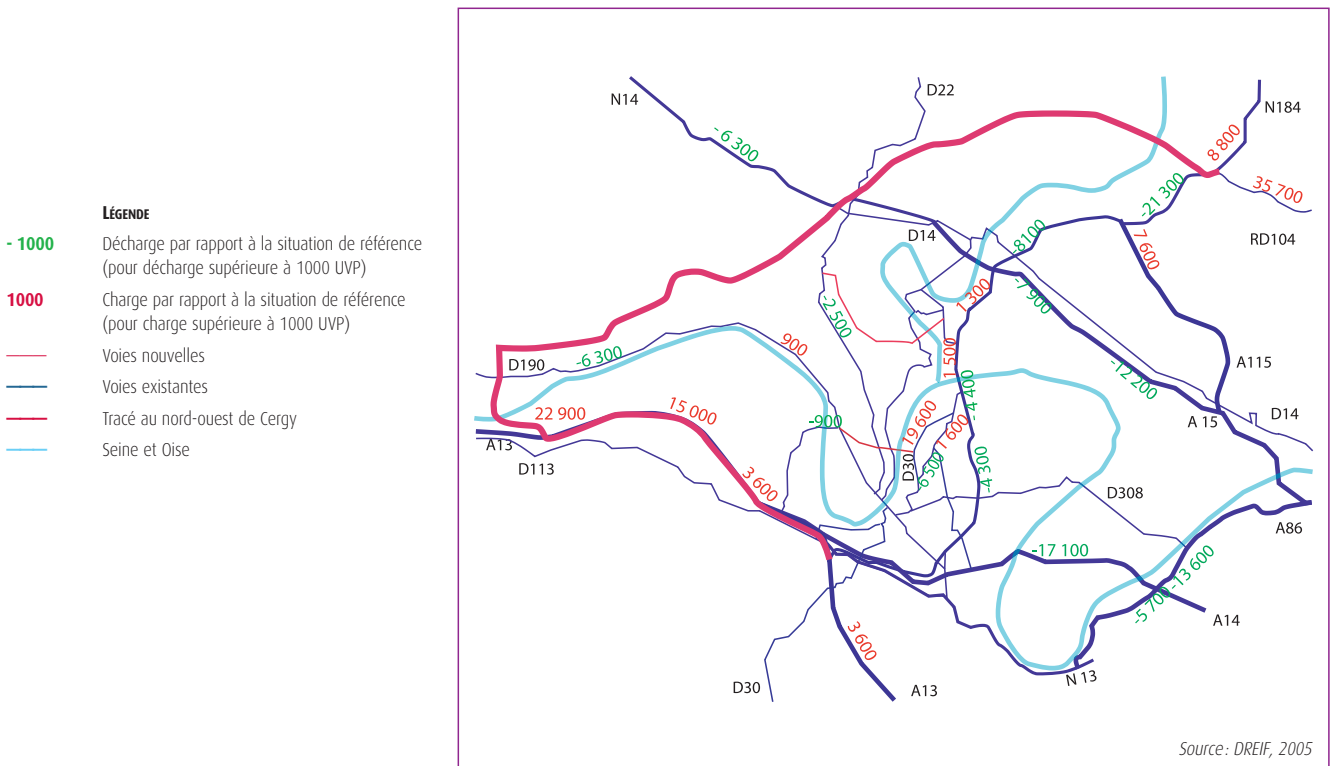 LÉGENDE
- 1000
Décharge par rapport à la situation de référence
(pour décharge supérieure à 1000 UVP)
1000
Charge par rapport à la situation de référence
(pour charge supérieure à 1000 UVP)
Voies nouvelles
Voies existantes
Tracé au nord-ouest de Cergy
Seine et Oise
N14
D22
N184
- 6 300
8 800
35 700
-21 300
RD104
D14
-8100
7 600
-7 900
1 300
-2 500
900
1 500
D190
-6 300
-12 200
A115
- 4 400
D14
A 15
22 900
15 000
-900
19 600
1 600
A13
D113
D30
-6 500
-4 300
3 600
D308
A86
-17 100
-13 600
-5 700
A14
3 600
N 13
D30
A13
Source : DREIF, 2005